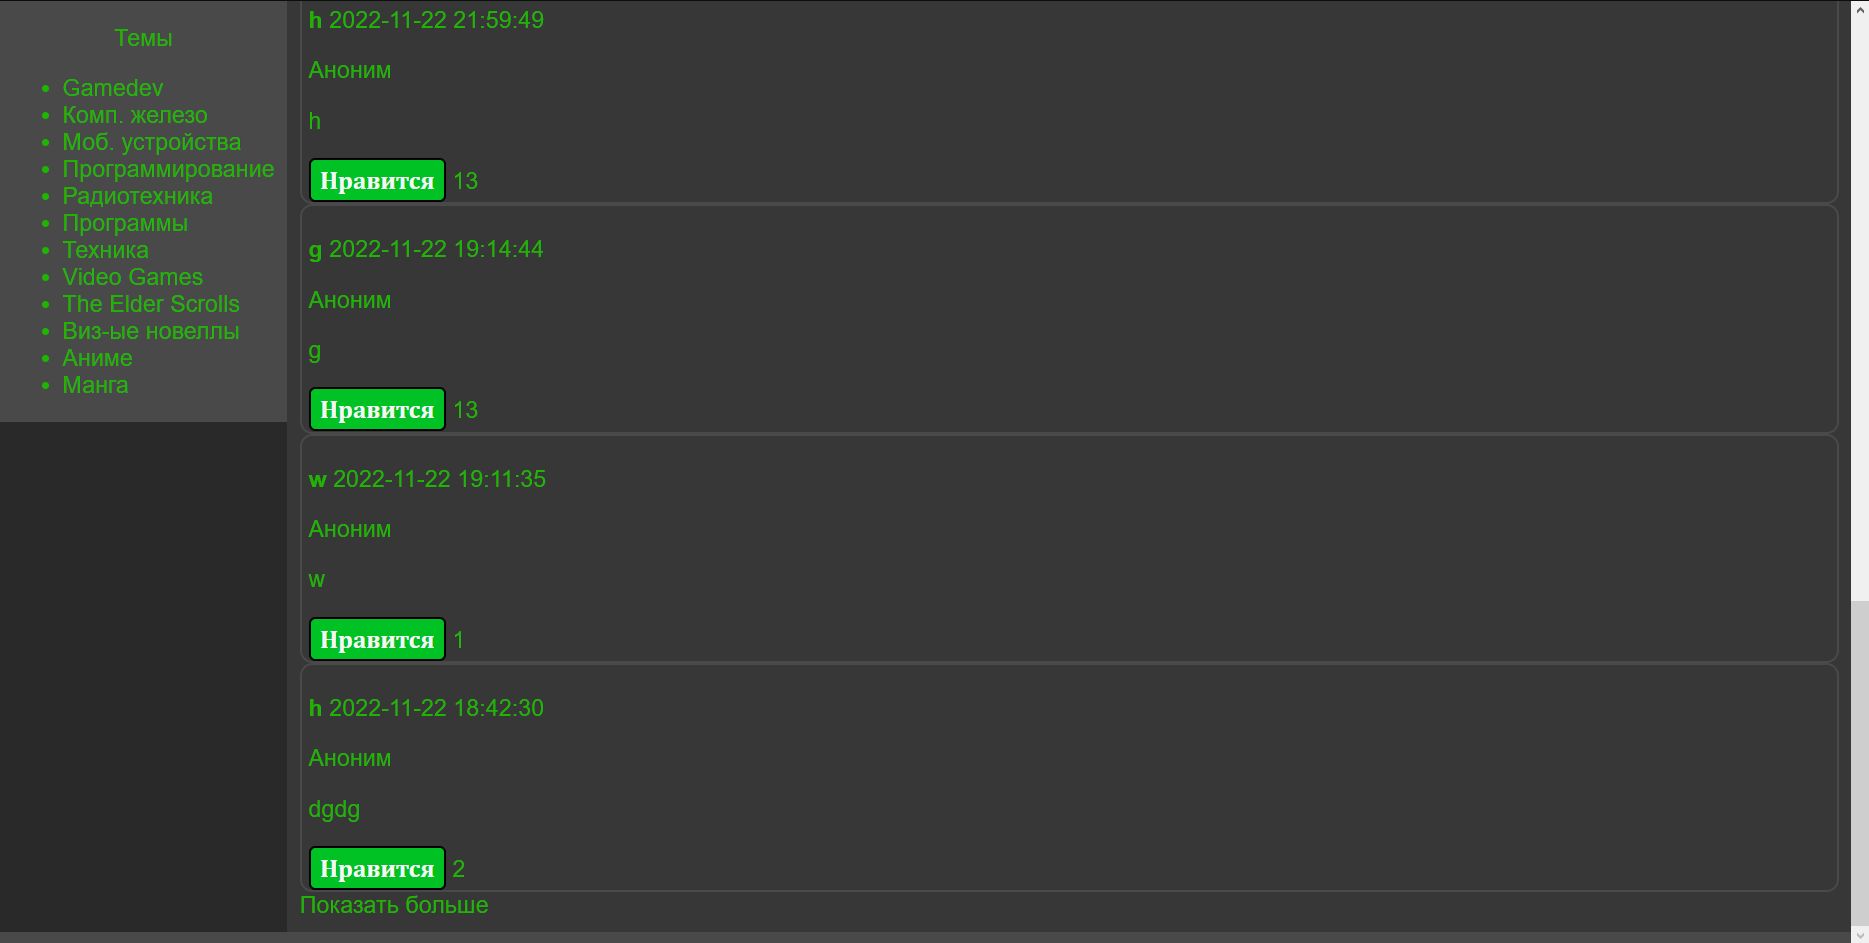 Темы
Gamedev
Комп. железо
Моб. устройства
Программирование
Радиотехника
Программы
Техника
Video Games
The Elder Scrolls
Виз-ые новеллы
Аниме
Манга
h 2022-11-22 21:59:49
Аноним
h
Нравится 13
g 2022-11-22 19:14:44
Аноним
g
Нравится 13
w 2022-11-22 19:11:35
Аноним
w
Нравится 1
h 2022-11-22 18:42:30
Аноним
dgdg
Нравится 2
Показать больше